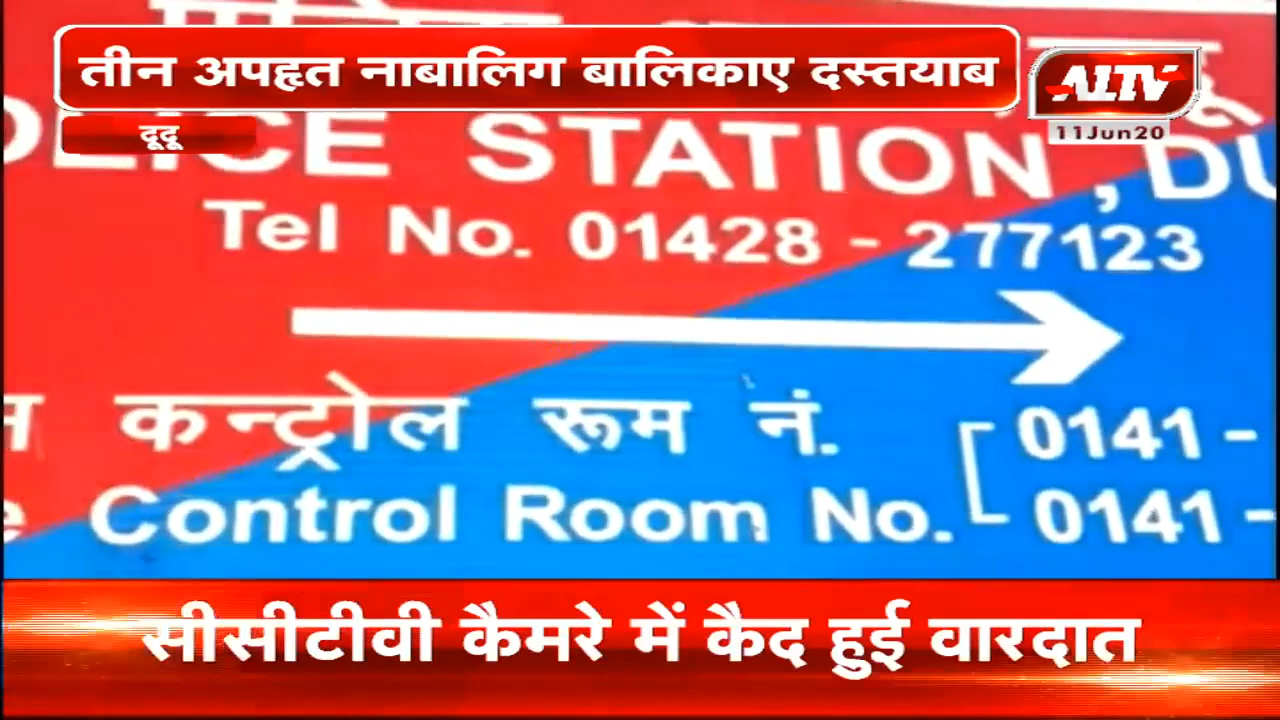 तीन अपहृत नाबालिग बालिकाए दस्तयाब
ALTV
11Jun20
दूदू
POLICE STATION, DU
Tel No. 01428 - 277123
कन्ट्रोल रूम नं.
0141 -
Control Room No.
0141 -
सीसीटीवी कैमरे में कैद हुई वारदात